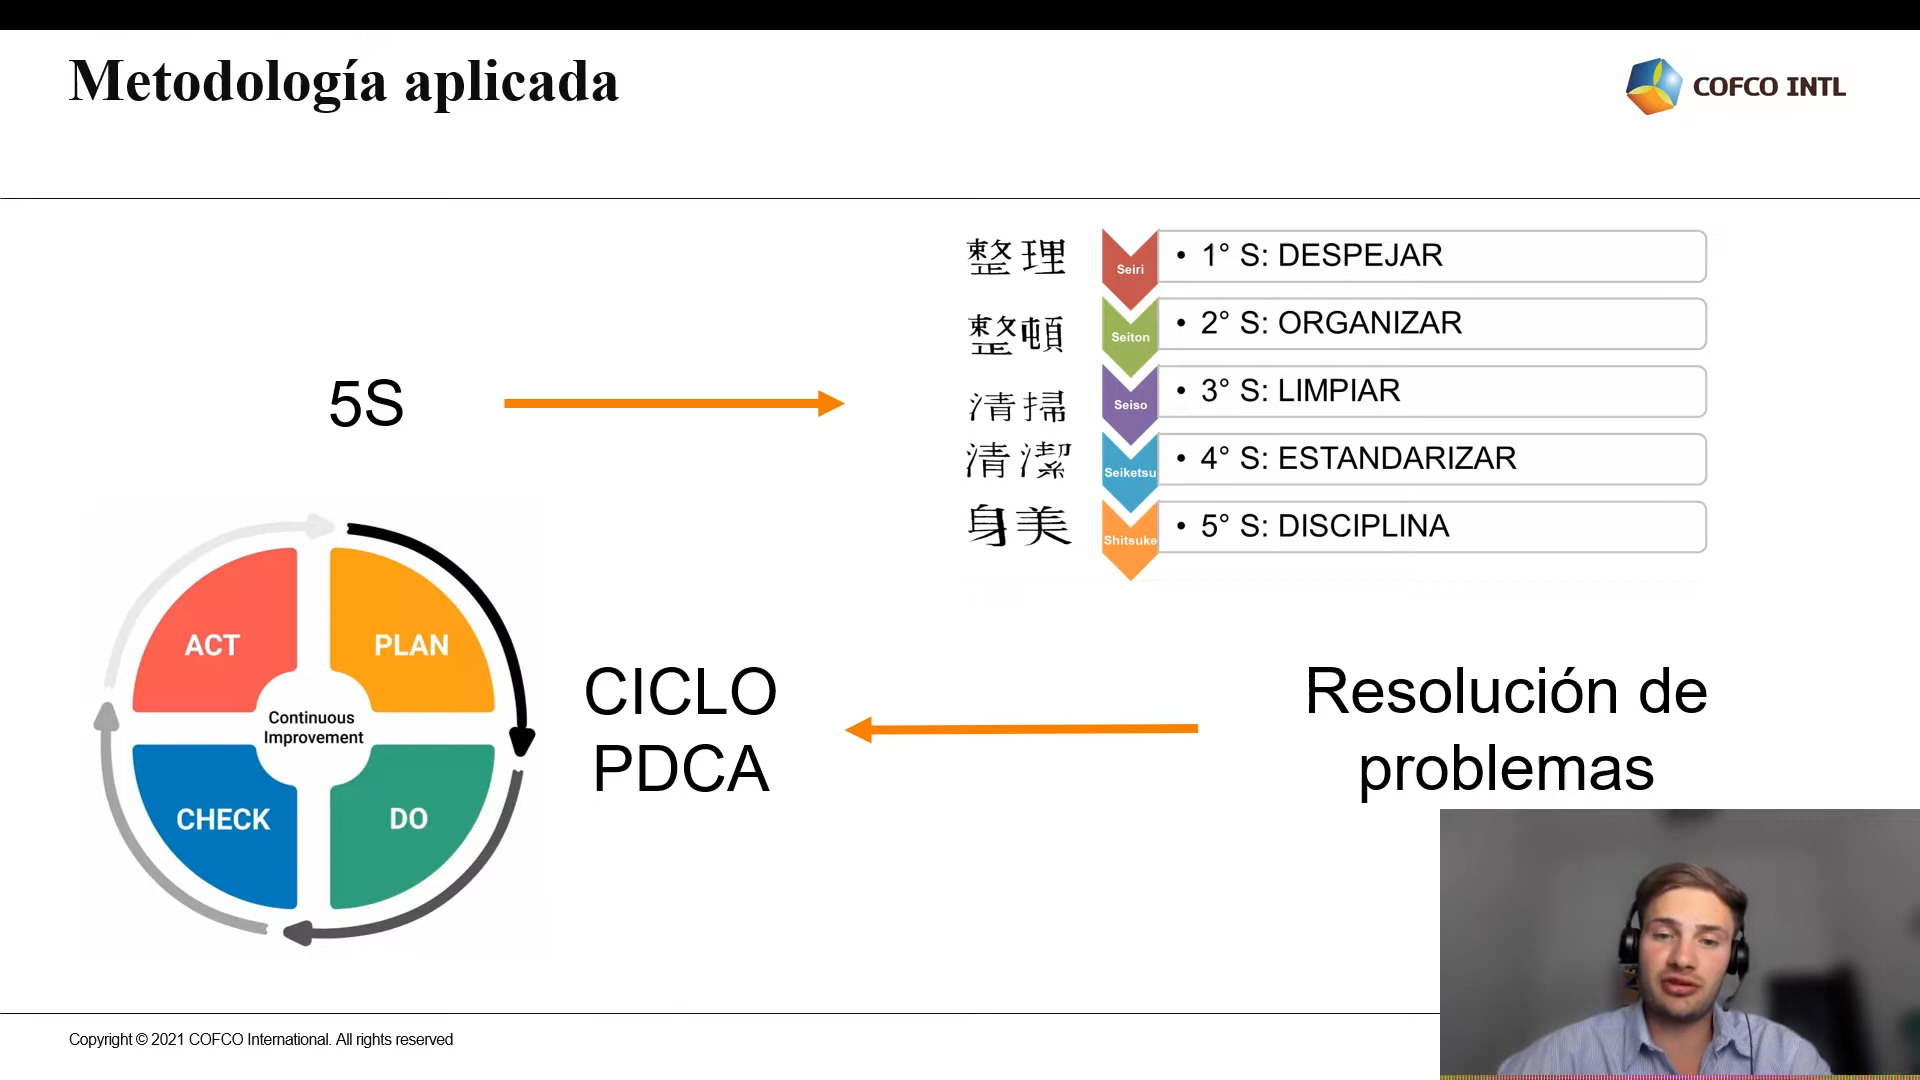 Metodología aplicada
COFCO INTL
整理
Seiri
• 1° S: DESPEJAR
整頓
Seiton
• 2° S: ORGANIZAR
5S
清掃
Seiso
• 3° S: LIMPIAR
清潔
Seiketsu
• 4° S: ESTANDARIZAR
身美
Shitsuke
• 5° S: DISCIPLINA
ACT
PLAN
Continuous
Improvement
CHECK
DO
CICLO
PDCA
Resolución de
problemas
Copyright © 2021 COFCO International. All rights reserved